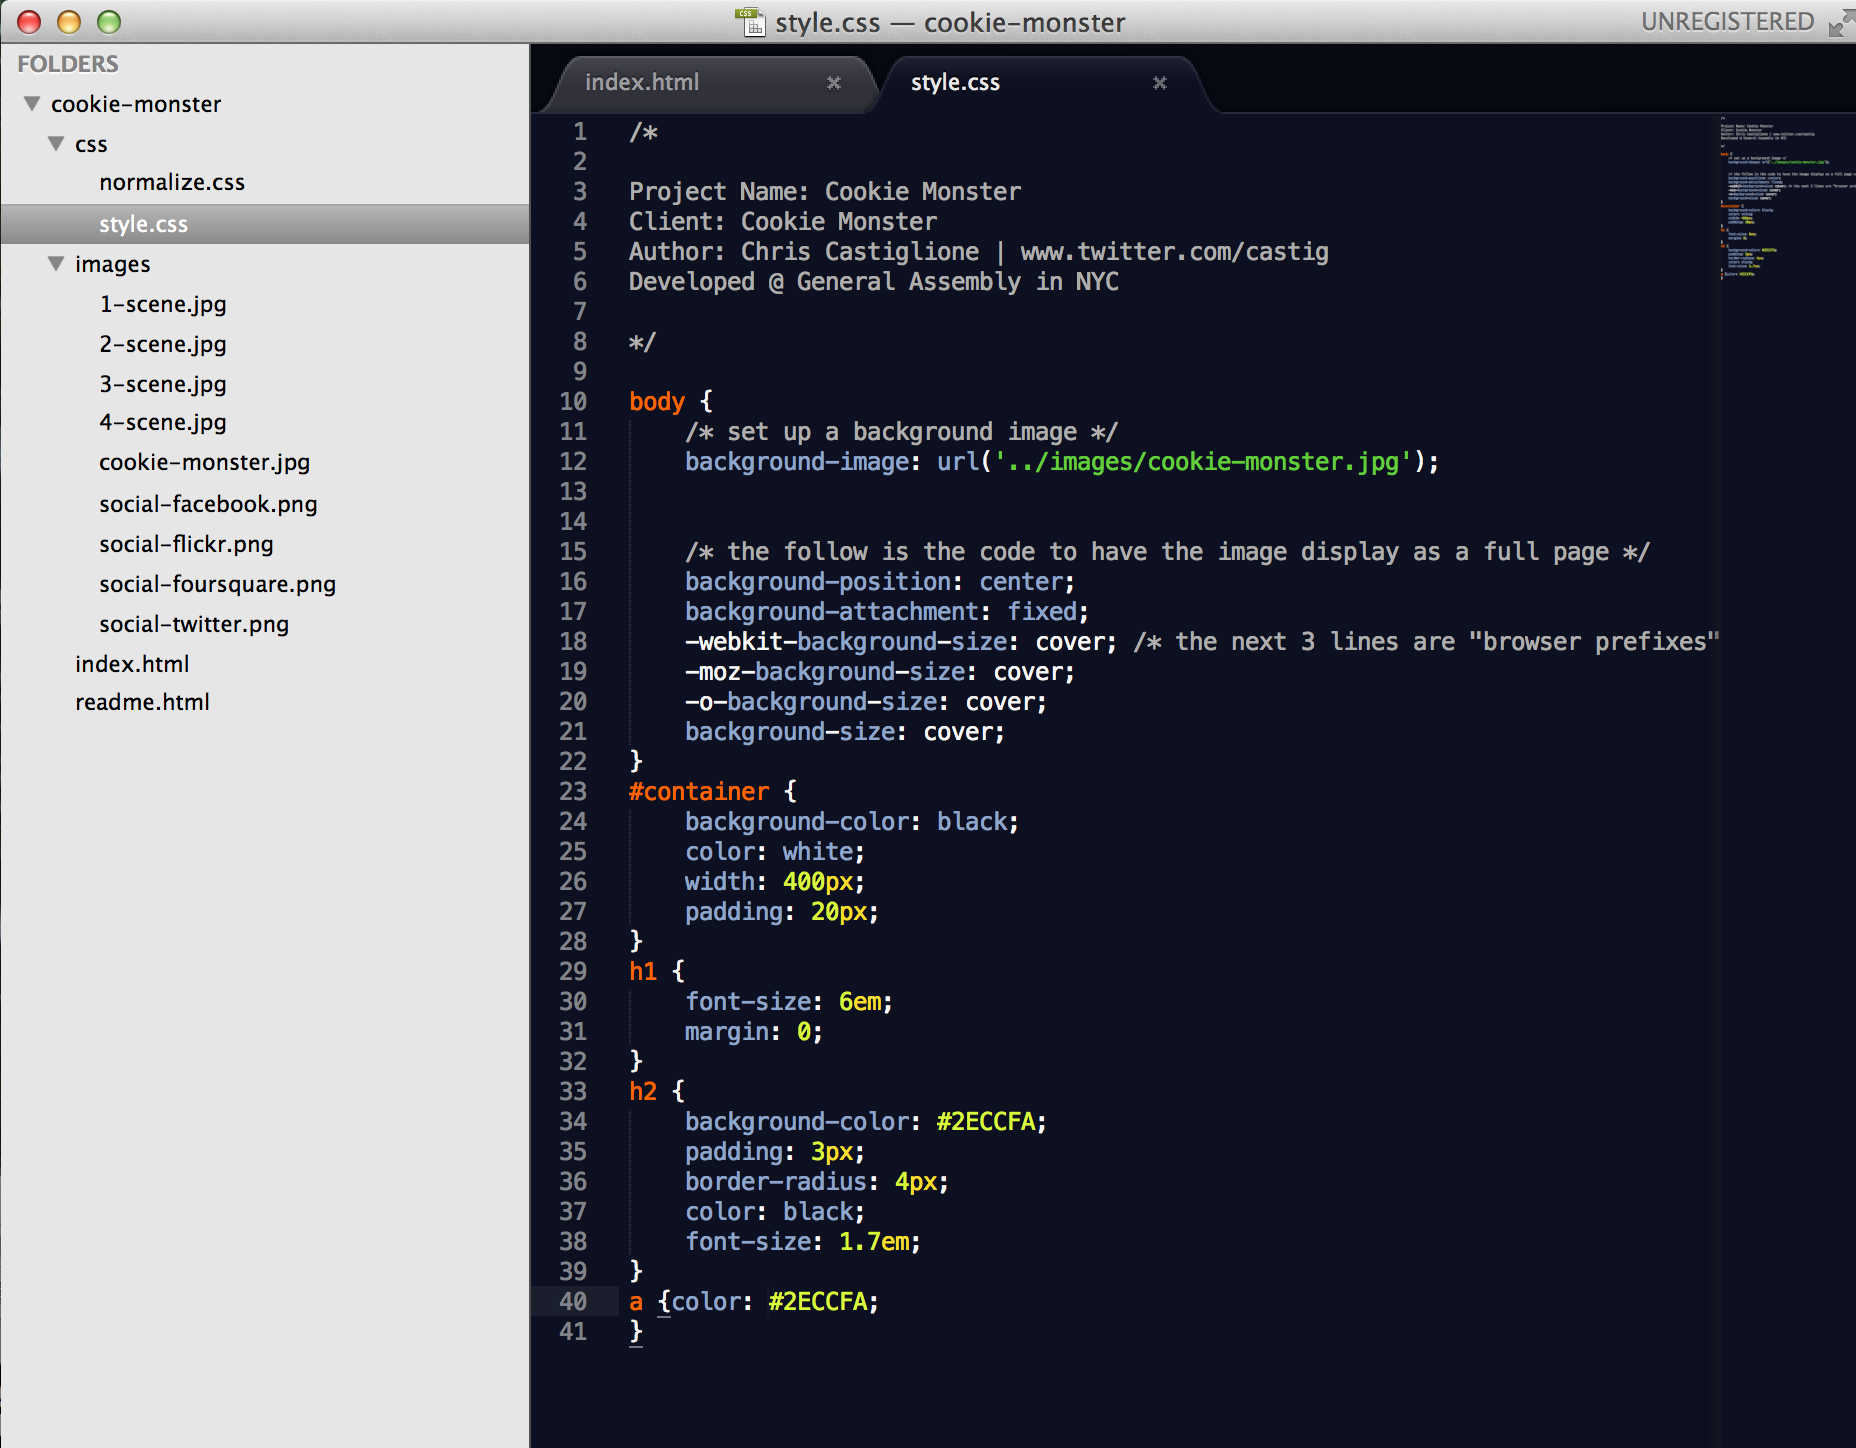 style.css — cookie-monster
UNREGISTERED
FOLDERS
cookie-monster
css
normalize.css
style.css
images
1-scene.jpg
2-scene.jpg
3-scene.jpg
4-scene.jpg
cookie-monster.jpg
social-facebook.png
social-flickr.png
social-foursquare.png
social-twitter.png
index.html
readme.html
index.html
style.css
1 /*
2
3 Project Name: Cookie Monster
4 Client: Cookie Monster
5 Author: Chris Castiglione | www.twitter.com/castig
6 Developed @ General Assembly in NYC
7
8 */
9
10 body {
11 /* set up a background image */
12 background-image: url('../images/cookie-monster.jpg');
13
14
15 /* the follow is the code to have the image display as a full page */
16 background-position: center;
17 background-attachment: fixed;
18 -webkit-background-size: cover; /* the next 3 lines are "browser prefixes"
19 -moz-background-size: cover;
20 -o-background-size: cover;
21 background-size: cover;
22 }
23 #container {
24 background-color: black;
25 color: white;
26 width: 400px;
27 padding: 20px;
28 }
29 h1 {
30 font-size: 6em;
31 margin: 0;
32 }
33 h2 {
34 background-color: #2ECCFA;
35 padding: 3px;
36 border-radius: 4px;
37 color: black;
38 font-size: 1.7em;
39 }
40 a {color: #2ECCFA;
41 }